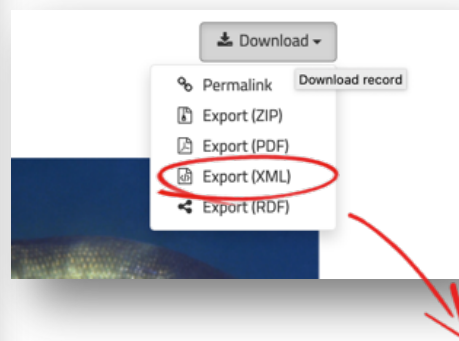 Download
Download record
Permalink
Export (ZIP)
Export (PDF)
Export (XML)
Export (RDF)